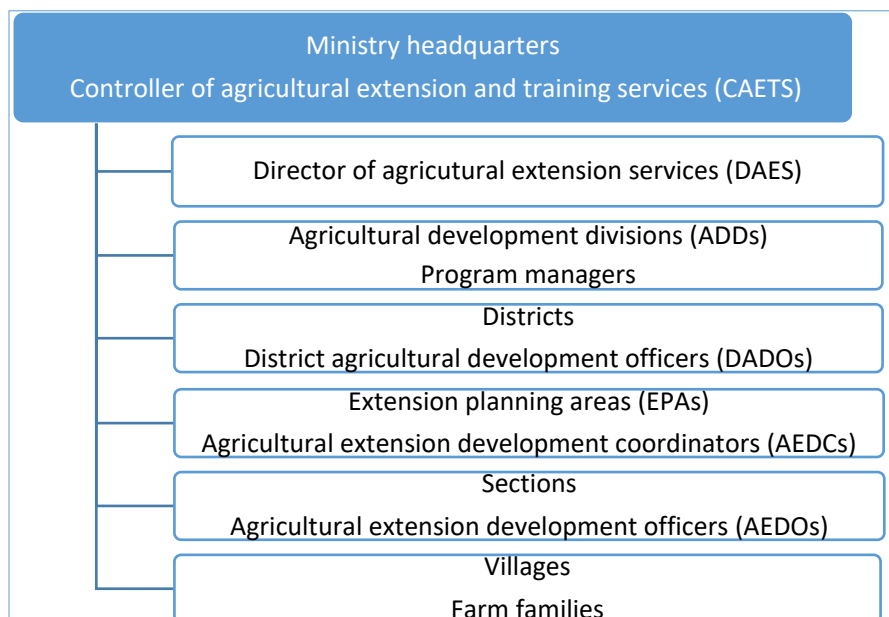 Ministry headquarters
Controller of agricultural extension and training services (CAETS)
Director of agricutural extension services (DAES)
Agricultural development divisions (ADDs)
Program managers
Districts
District agricultural development officers (DADOs)
Extension planning areas (EPAs)
Agricultural extension development coordinators (AEDCs)
Sections
Agricultural extension development officers (AEDOs)
Villages
Farm families